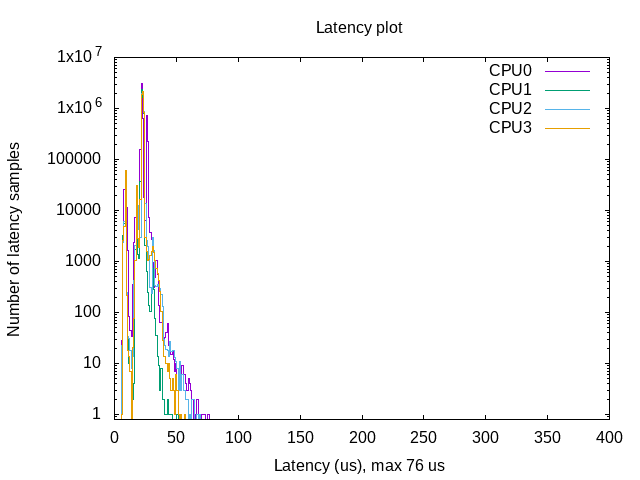 Latency plot
1x10^7
1x10^6
100000
10000
1000
100
10
1
Number of latency samples
CPU0
CPU1
CPU2
CPU3
0 50 100 150 200 250 300 350 400
Latency (us), max 76 us